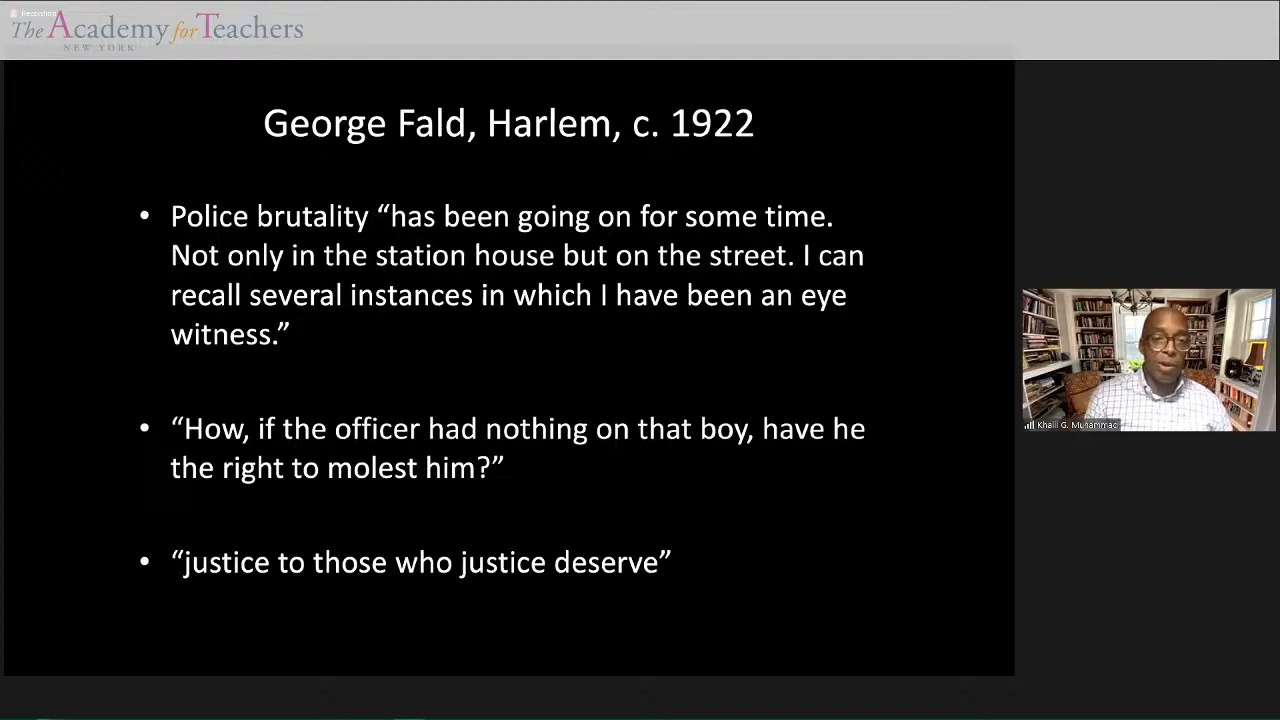 Recording
The Academy for Teachers
NEW YORK
George Fald, Harlem, c. 1922
• Police brutality “has been going on for some time.
Not only in the station house but on the street. I can
recall several instances in which I have been an eye
witness.”
• “How, if the officer had nothing on that boy, have he
the right to molest him?”
• “justice to those who justice deserve”
Khalil G. Muhammad